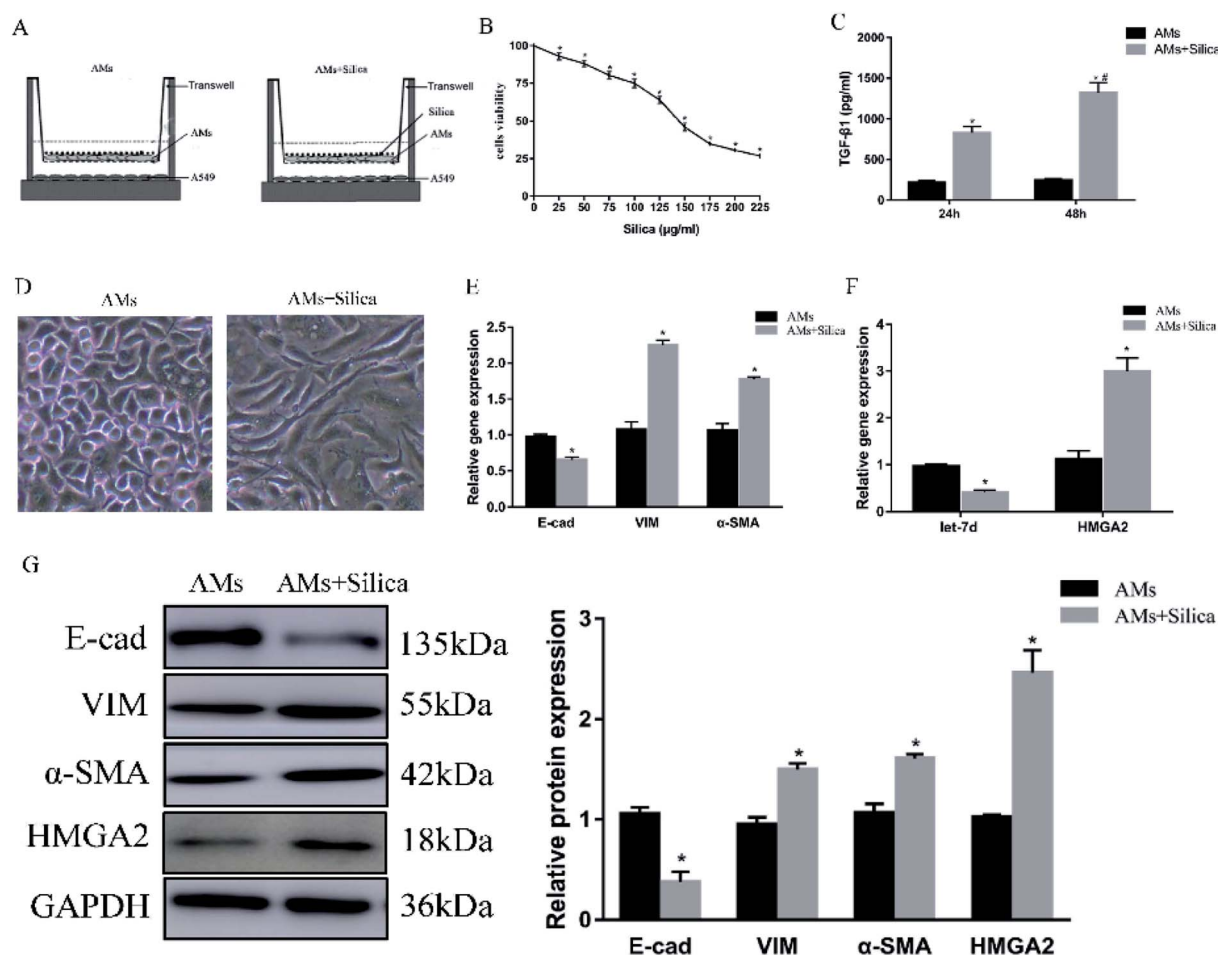 A
AMs
Transwell
AMs
A549
AMs+Silica
Transwell
Silica
AMs
A549
B
cells viability
100
75
50
25
0
0 25 50 75 100 125 150 175 200 225
Silica (μg/ml)
* * * * * * * * *
C
AMs
AMs+Silica
TGF-β1 (pg/ml)
2000
1500
1000
500
0
* *#
24h 48h
D
AMs
AMs+Silica
E
AMs
AMs+Silica
Relative gene expression
2.5
2.0
1.5
1.0
0.5
0.0
* * *
E-cad VIM α-SMA
F
AMs
AMs+Silica
Relative gene expression
4
3
2
1
0
* *
let-7d HMGA2
G
AMs AMs+Silica
E-cad 135kDa
VIM 55kDa
α-SMA 42kDa
HMGA2 18kDa
GAPDH 36kDa
AMs
AMs+Silica
Relative protein expression
3
2
1
0
* * * *
E-cad VIM α-SMA HMGA2